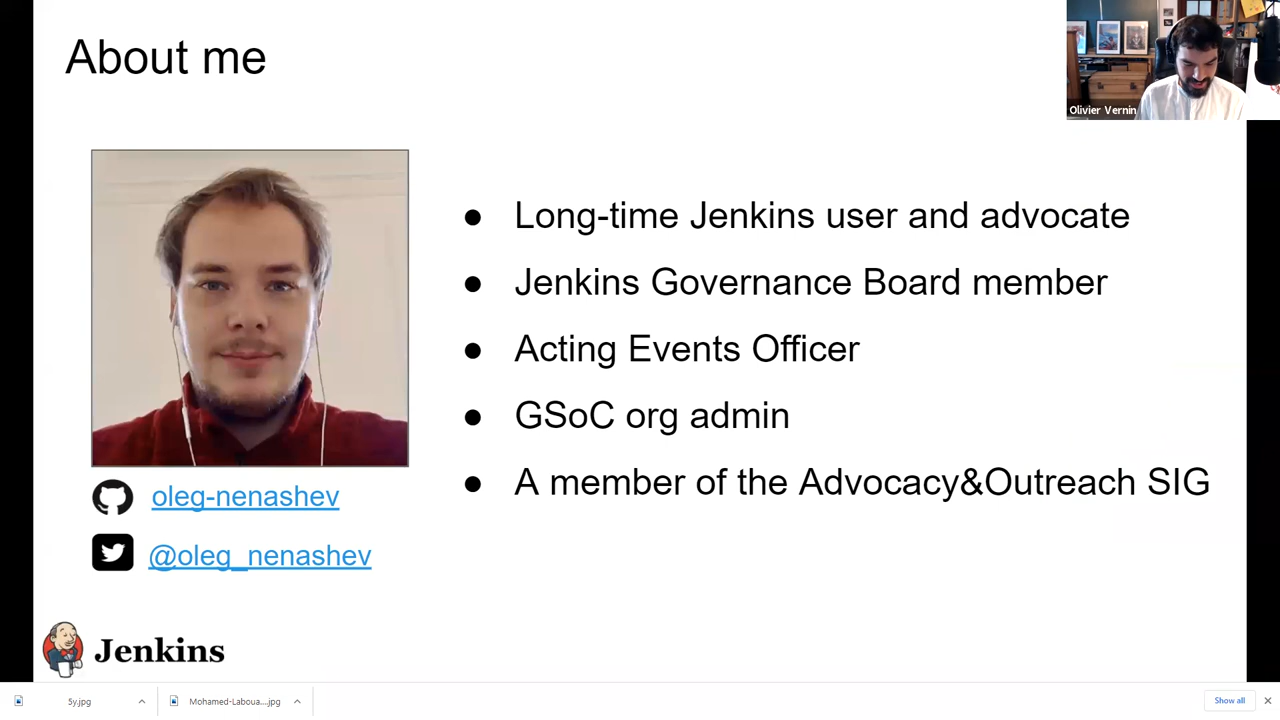 About me
Olivier Vernin
● Long-time Jenkins user and advocate
● Jenkins Governance Board member
● Acting Events Officer
● GSoC org admin
● A member of the Advocacy&Outreach SIG
oleg-nenashev
@oleg_nenashev
Jenkins
5y.jpg
Mohamed-Laboua....jpg
Show all